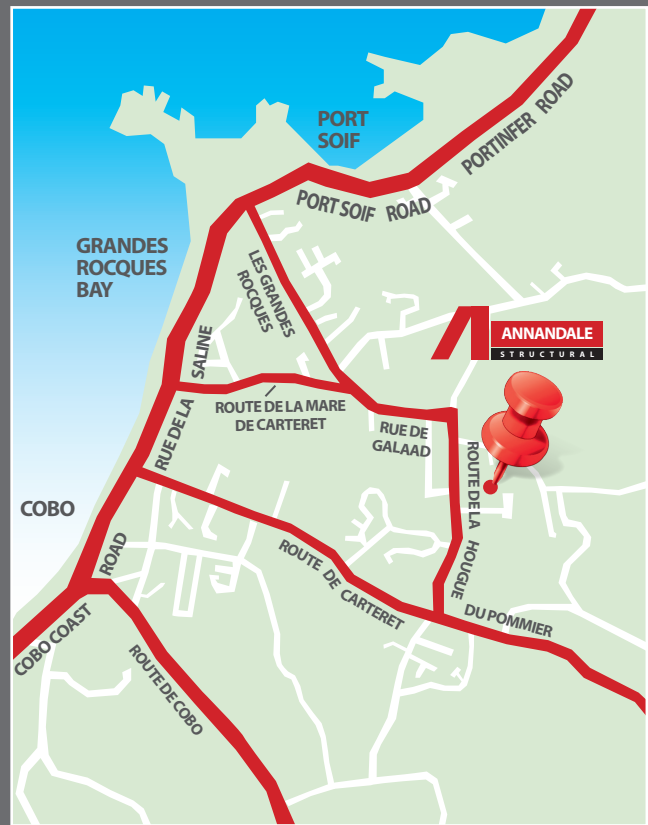 PORT
SOIF
PORTINFER ROAD
PORT SOIF ROAD
GRANDES
ROCQUES
BAY
LES GRANDES
ROCQUES
ANNANDALE
STRUCTURAL
RUE DE LA SALINE
ROUTE DE LA MARE
DE CARTERET
RUE DE
GALAAD
ROUTE DE LA HOUGUE DU POMMIER
COBO
ROUTE DE CARTERET
COBO COAST ROAD
ROUTE DE COBO